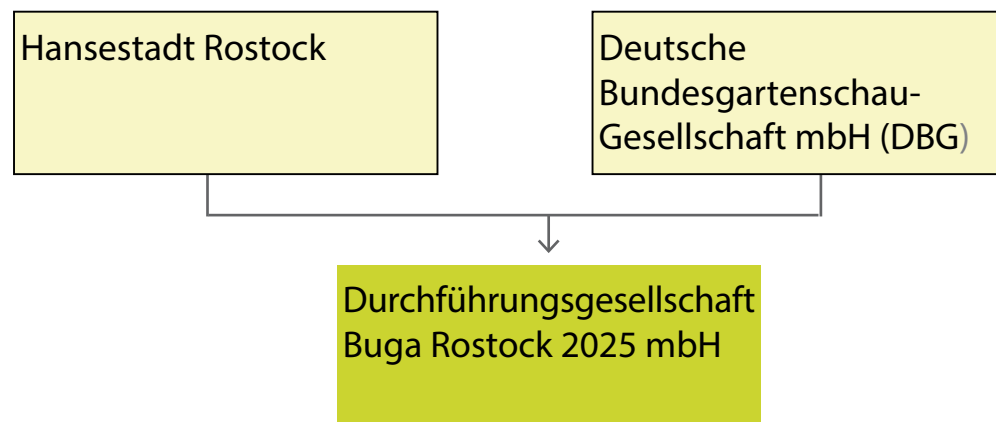 Hansestadt Rostock
Deutsche
Bundesgartenschau-
Gesellschaft mbH (DBG)
Durchführungsgesellschaft
Buga Rostock 2025 mbH